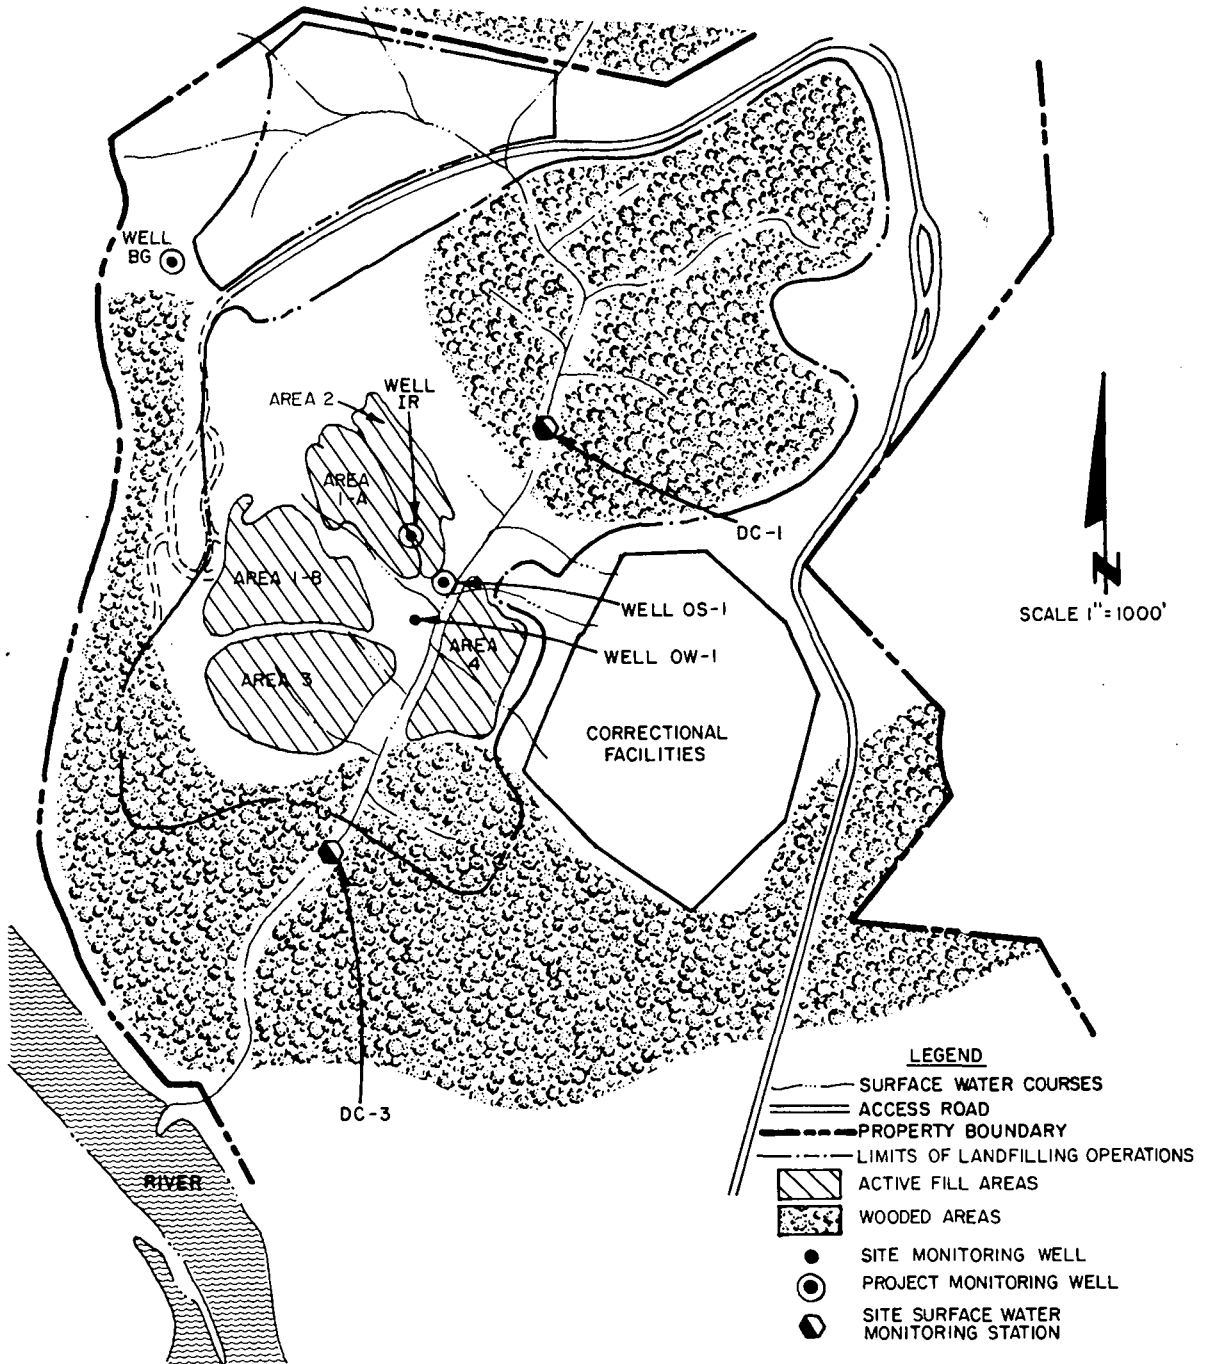 WELL
BG
AREA 2
WELL
IR
AREA
1-A
AREA 1-B
DC-1
WELL OS-1
WELL OW-1
AREA
4
AREA 3
CORRECTIONAL
FACILITIES
N
SCALE 1"=1000'
DC-3
RIVER
LEGEND
SURFACE WATER COURSES
ACCESS ROAD
PROPERTY BOUNDARY
LIMITS OF LANDFILLING OPERATIONS
ACTIVE FILL AREAS
WOODED AREAS
SITE MONITORING WELL
PROJECT MONITORING WELL
SITE SURFACE WATER
MONITORING STATION